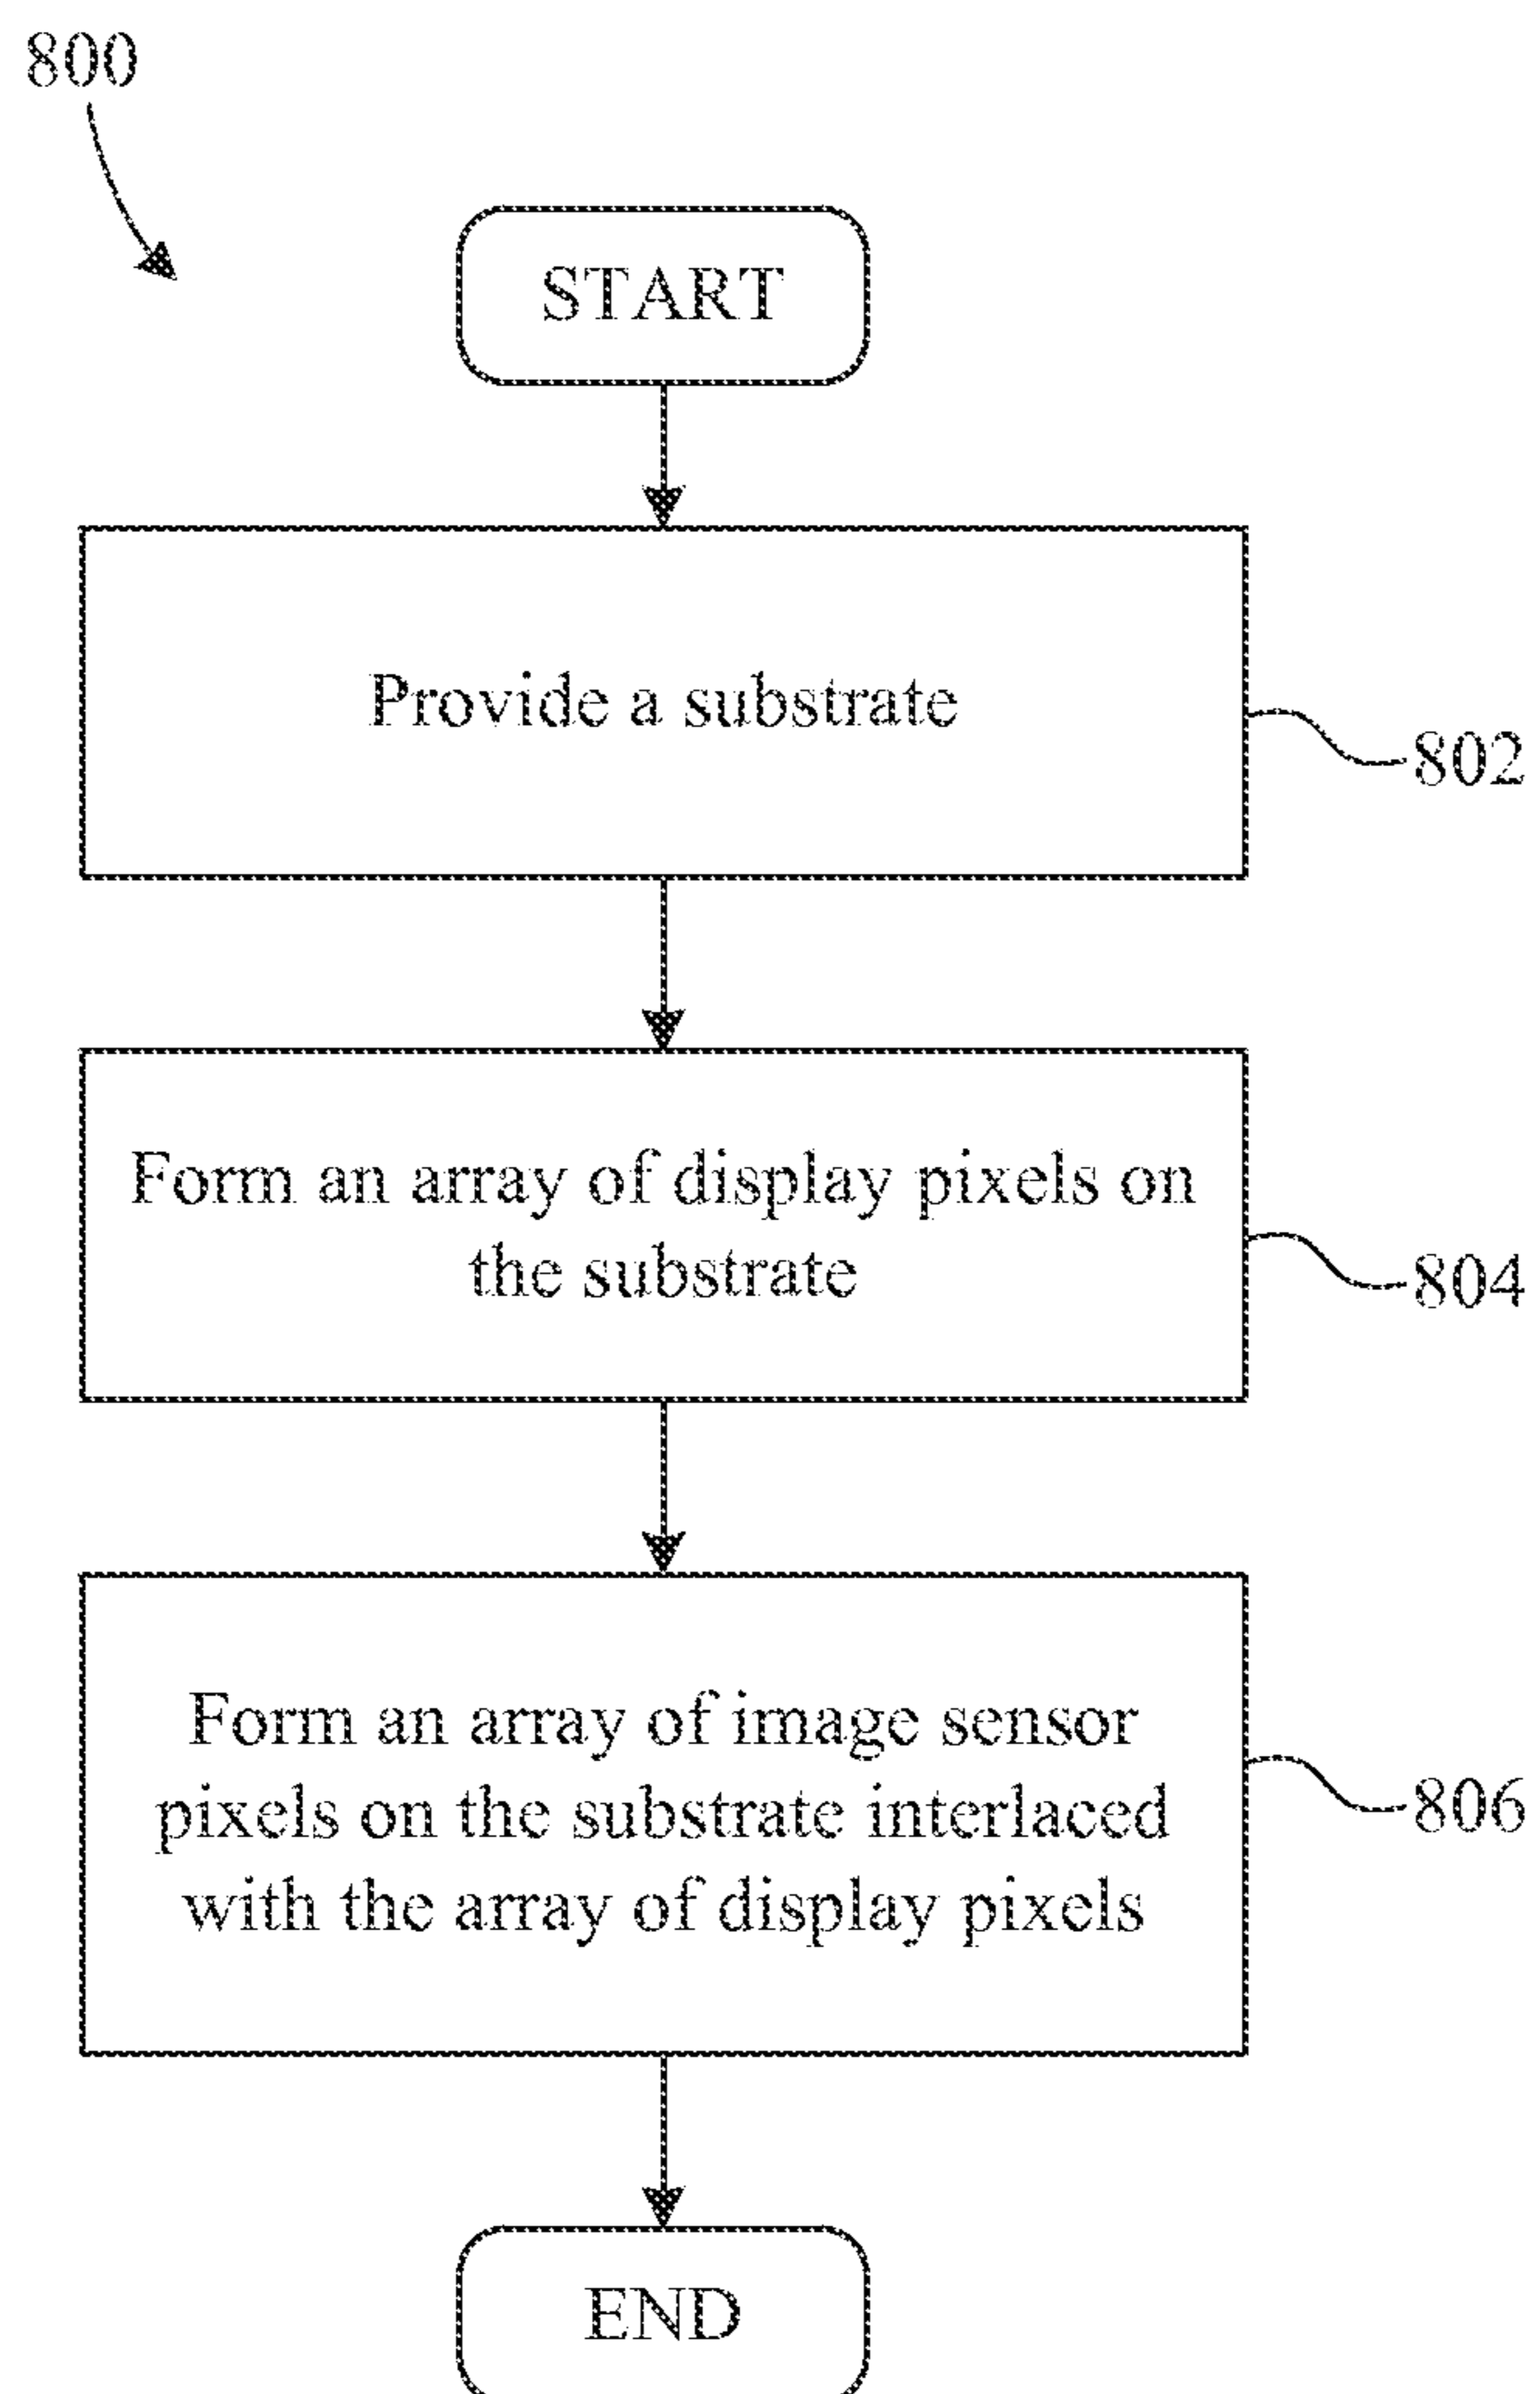 800
START
Provide a substrate
802
Form an array of display pixels on
the substrate
804
Form an array of image sensor
pixels on the substrate interlaced
with the array of display pixels
806
END